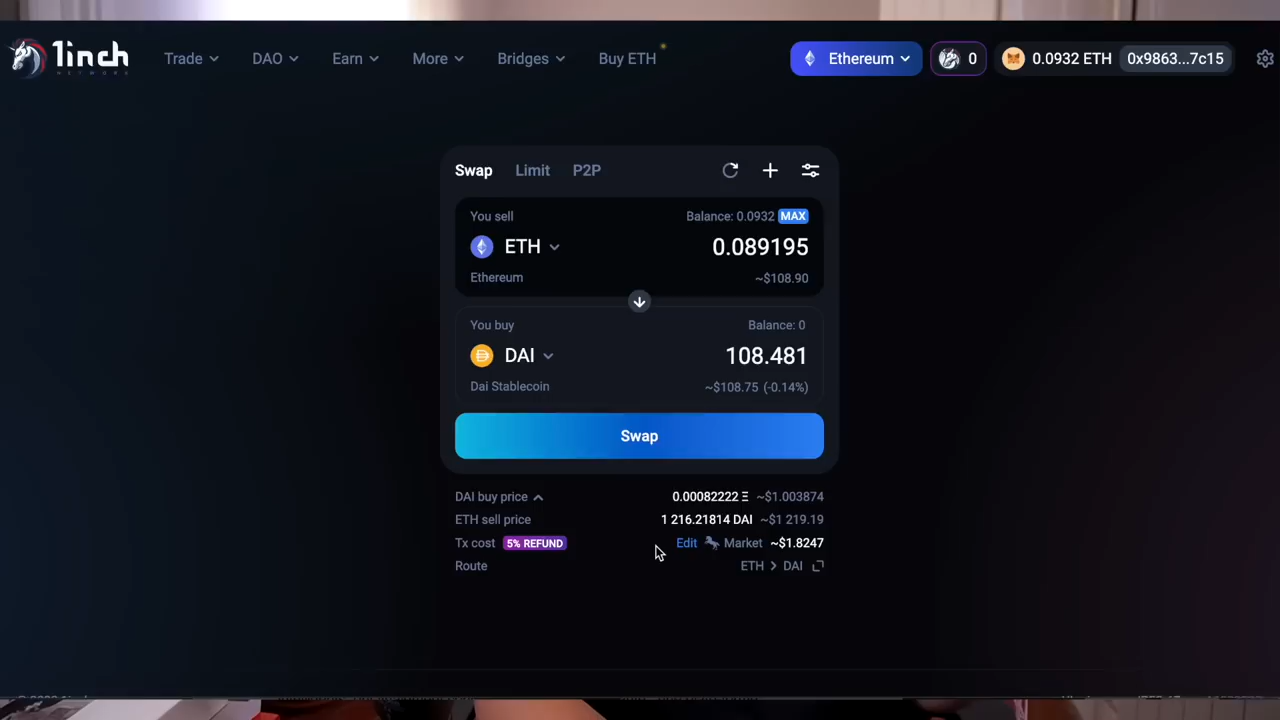 1inch
NETWORK
Trade
DAO
Earn
More
Bridges
Buy ETH
Ethereum
0
0.0932 ETH
0x9863...7c15
Swap
Limit
P2P
You sell
Balance: 0.0932 MAX
ETH
0.089195
Ethereum
~$108.90
You buy
Balance: 0
DAI
108.481
Dai Stablecoin
~$108.75 (-0.14%)
Swap
DAI buy price
0.00082222 Ξ ~$1.003874
ETH sell price
1 216.21814 DAI ~$1 219.19
Tx cost 5% REFUND
Edit Market ~$1.8247
Route
ETH > DAI